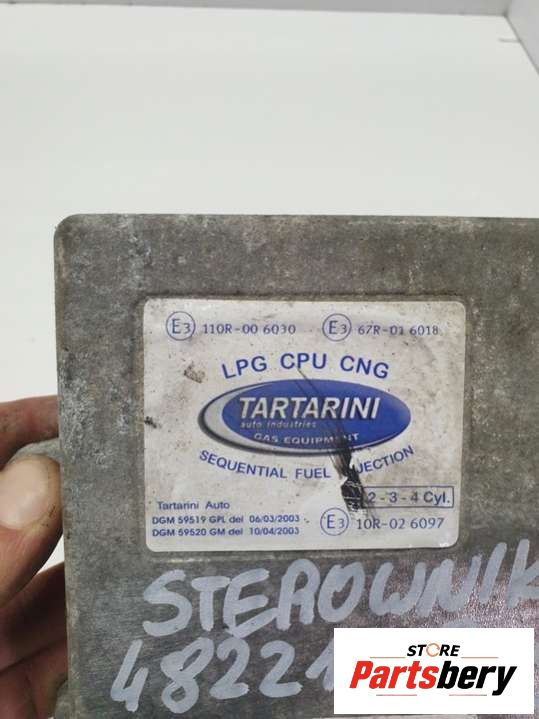 E3 110R-00 6030 E3 67R-01 6018
LPG CPU CNG
TARTARINI
auto industries
GAS EQUIPMENT
SEQUENTIAL FUEL INJECTION
2 - 3 - 4 Cyl.
Tartarini Auto
DGM 59519 GPL del 06/03/2003
DGM 59520 GM del 10/04/2003
E3 10R-02 6097
STEROWNIK
48221
STORE
Partsbery